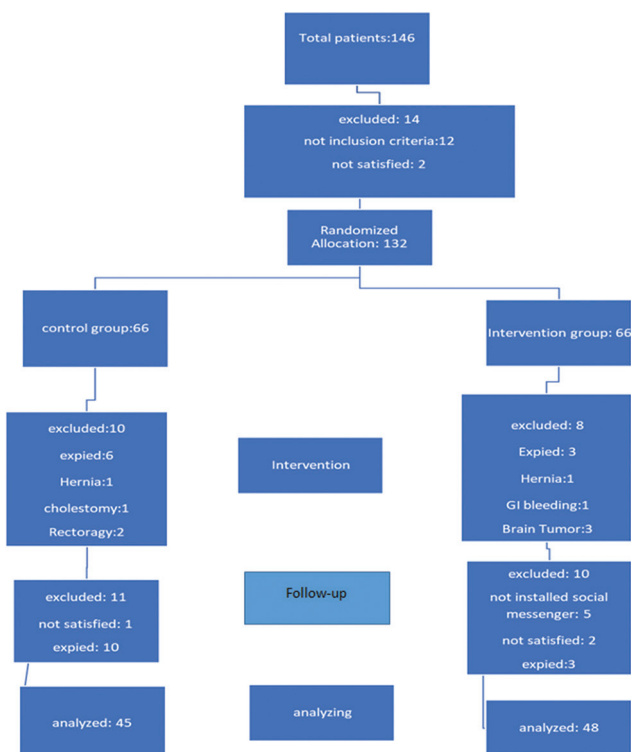 Total patients:146
excluded: 14
not inclusion criteria:12
not satisfied: 2
Randomized
Allocation: 132
control group:66
Intervention group: 66
excluded:10
expied:6
Hernia:1
cholestomy:1
Rectoragy:2
Intervention
excluded: 8
Expied: 3
Hernia:1
GI bleeding:1
Brain Tumor:3
excluded: 11
not satisfied: 1
expied: 10
Follow-up
excluded: 10
not installed social
messenger: 5
not satisfied: 2
expied:3
analyzed: 45
analyzing
analyzed: 48